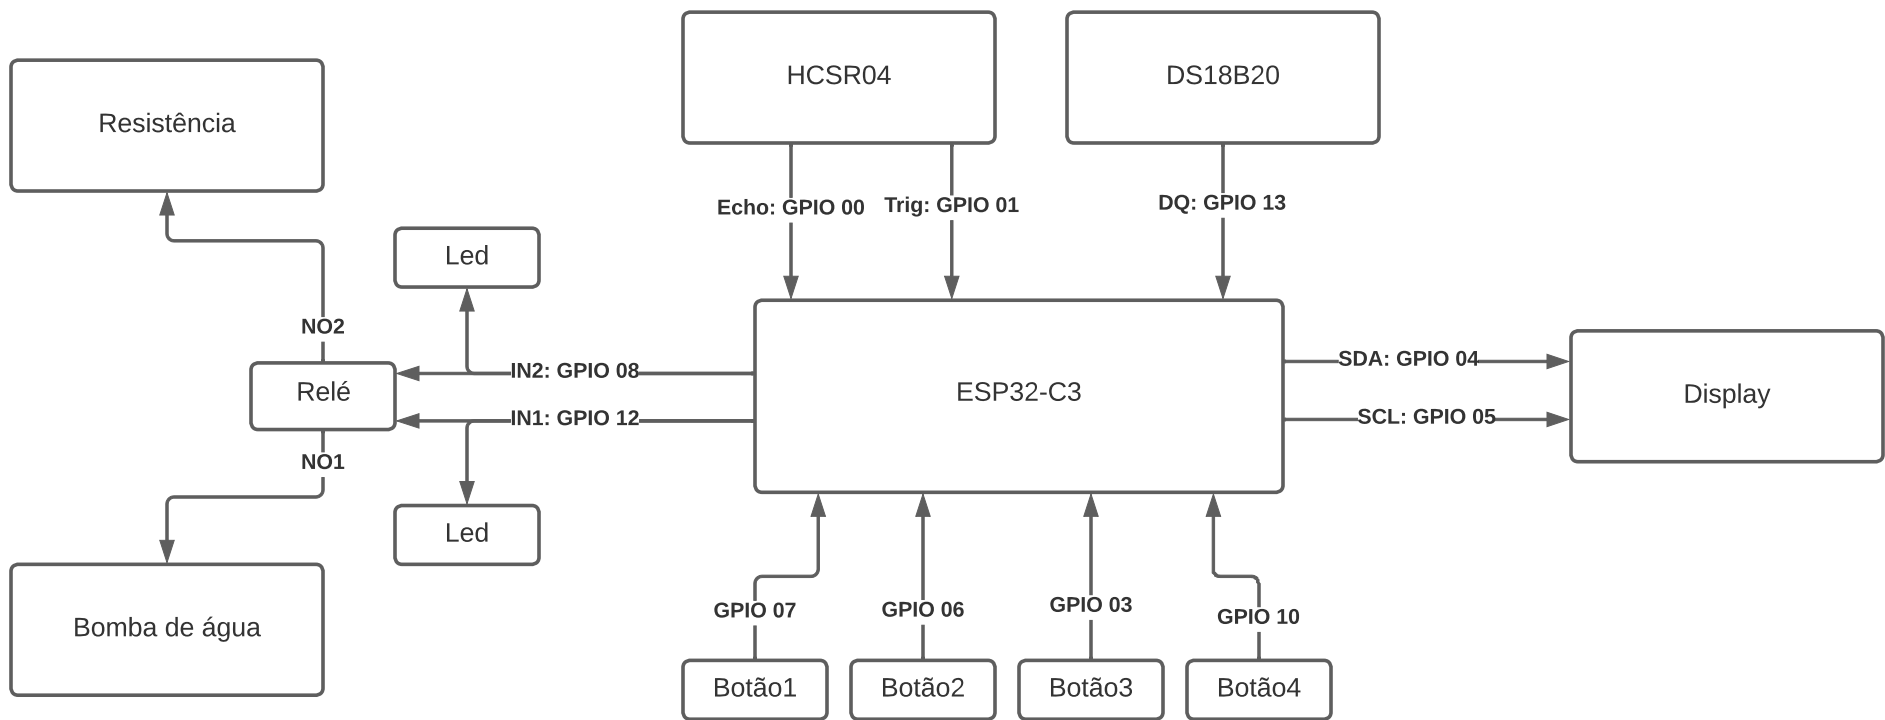 HCSR04
DS18B20
Resistência
Echo: GPIO 00
Trig: GPIO 01
DQ: GPIO 13
Led
NO2
IN2: GPIO 08
Relé
IN1: GPIO 12
ESP32-C3
SDA: GPIO 04
SCL: GPIO 05
Display
NO1
Led
Bomba de água
GPIO 07
GPIO 06
GPIO 03
GPIO 10
Botão1
Botão2
Botão3
Botão4